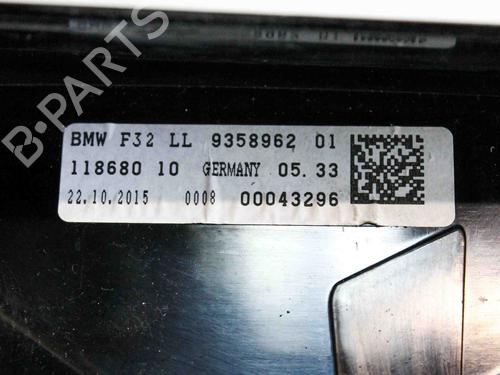 BMW F32 LL 9358962 01
118680 10 GERMANY 05.33
22.10.2015 0008 00043296
B-PARTS